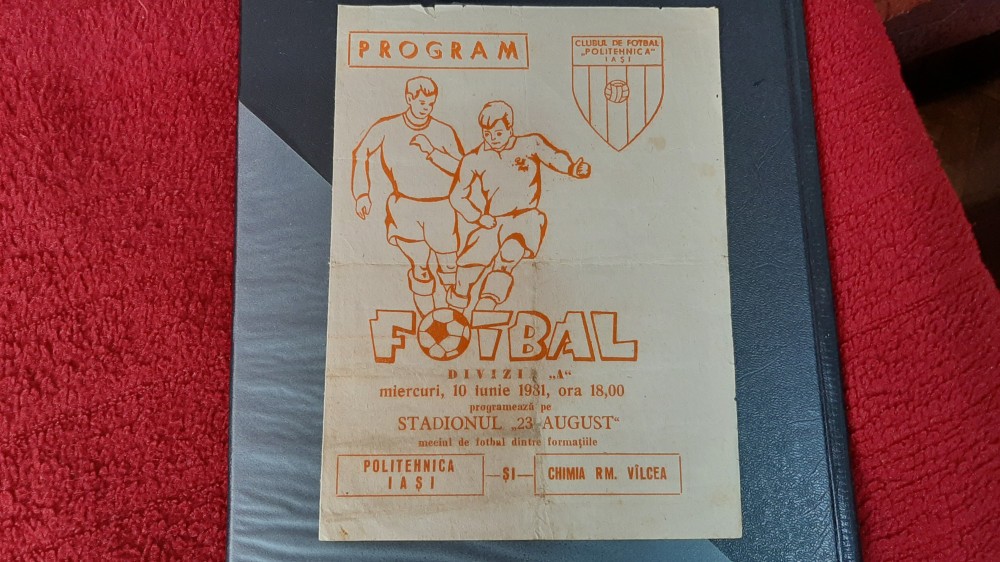 PROGRAM
CLUBUL DE FOTBAL
„POLITEHNICA"
IAȘI
FOTBAL
DIVIZI „A"
miercuri, 10 iunie 1981, ora 18,00
programează pe
STADIONUL „23 AUGUST"
meciul de fotbal dintre formațiile
POLITEHNICA
IAȘI
—ȘI—
CHIMIA RM. VÎLCEA